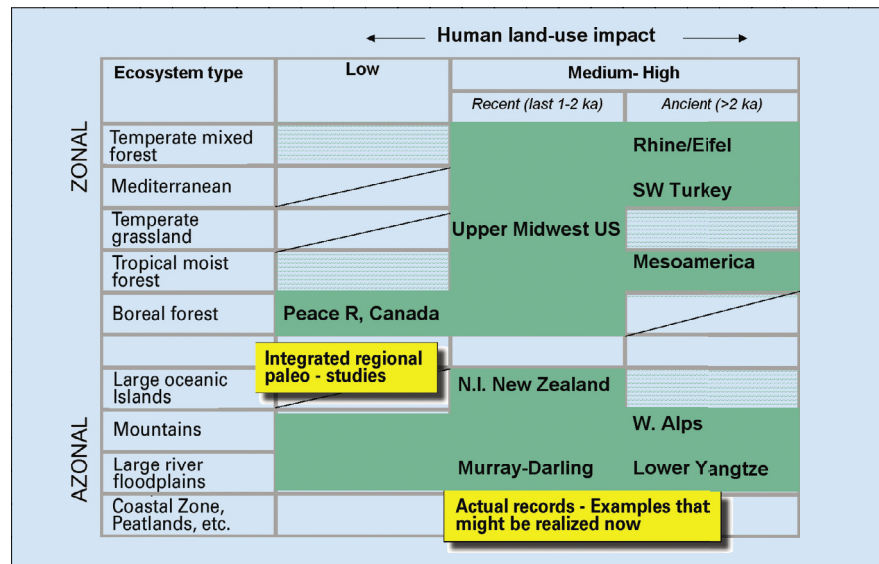 Human land-use impact
Ecosystem type
Low
Medium- High
Recent (last 1-2 ka)
Ancient (>2 ka)
ZONAL
Temperate mixed
forest
Rhine/Eifel
Mediterranean
SW Turkey
Temperate
grassland
Upper Midwest US
Tropical moist
forest
Mesoamerica
Boreal forest
Peace R, Canada
Integrated regional
paleo - studies
AZONAL
Large oceanic
Islands
N.I. New Zealand
Mountains
W. Alps
Large river
floodplains
Murray-Darling
Lower Yangtze
Coastal Zone,
Peatlands, etc.
Actual records - Examples that
might be realized now